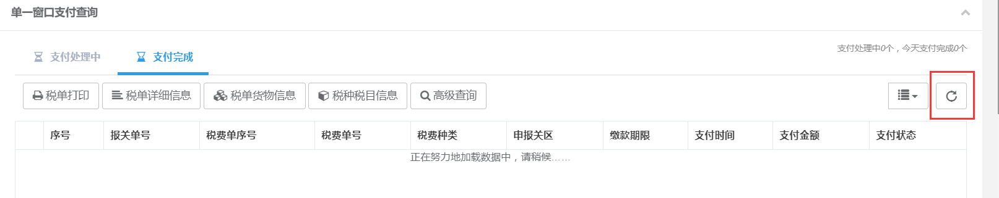 单一窗口支付查询
支付处理中 支付完成 支付处理中0个，今天支付完成0个
税单打印 税单详细信息 税单货物信息 税种税目信息 高级查询
序号 报关单号 税费单序号 税费单号 税费种类 申报关区 缴款期限 支付时间 支付金额 支付状态
正在努力地加载数据中，请稍候……